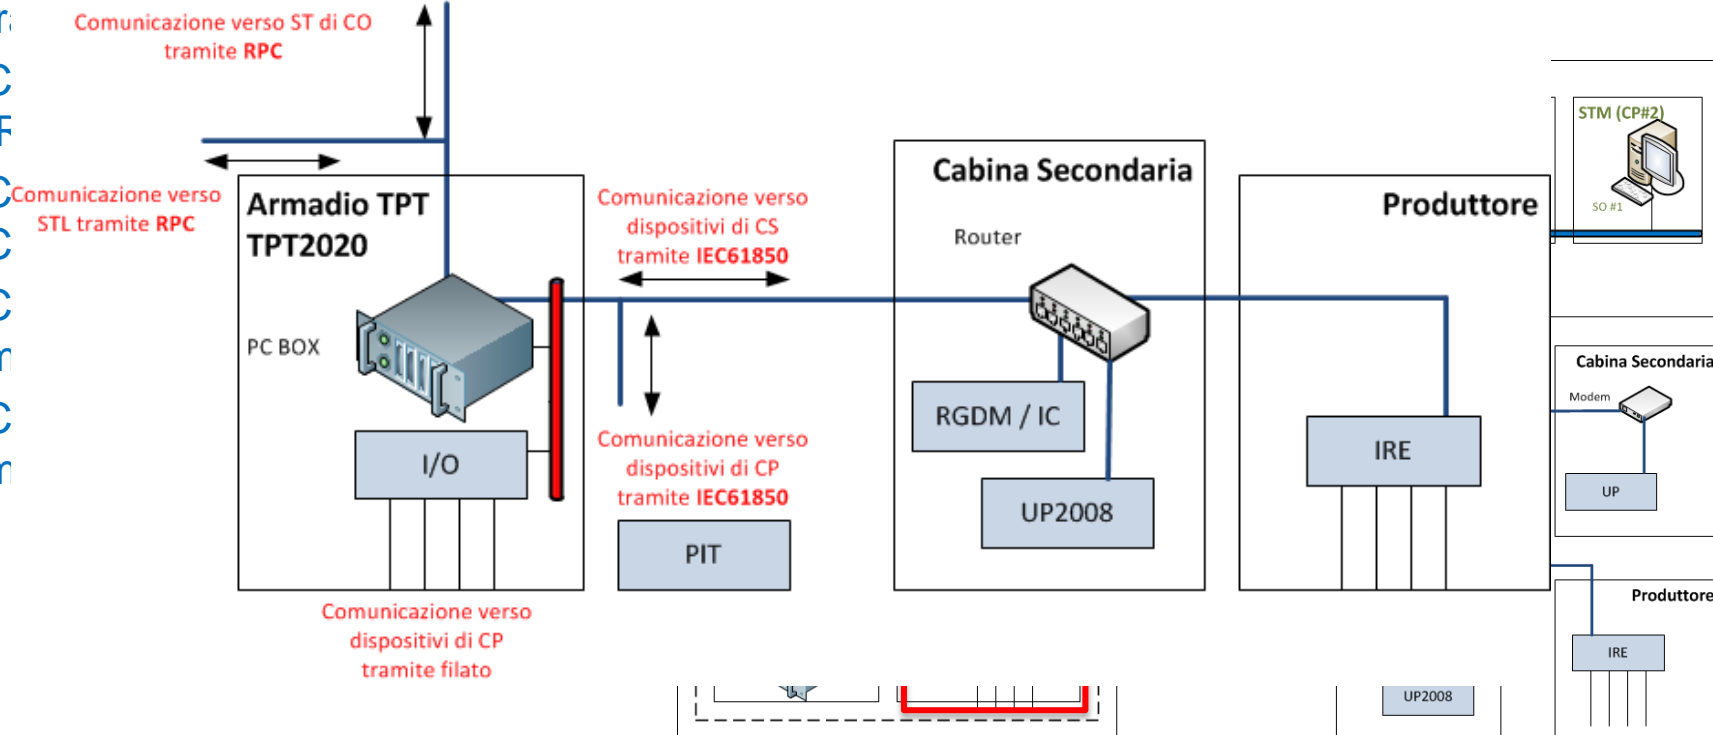 Comunicazione verso ST di CO
tramite RPC
Comunicazione verso
STL tramite RPC
Armadio TPT
TPT2020
PC BOX
I/O
Comunicazione verso
dispositivi di CP
tramite filato
Comunicazione verso
dispositivi di CS
tramite IEC61850
Comunicazione verso
dispositivi di CP
tramite IEC61850
PIT
Cabina Secondaria
Router
RGDM / IC
UP2008
Produttore
IRE
STM (CP#2)
SO #1
Cabina Secondaria
Modem
UP
Produttore
IRE
UP2008